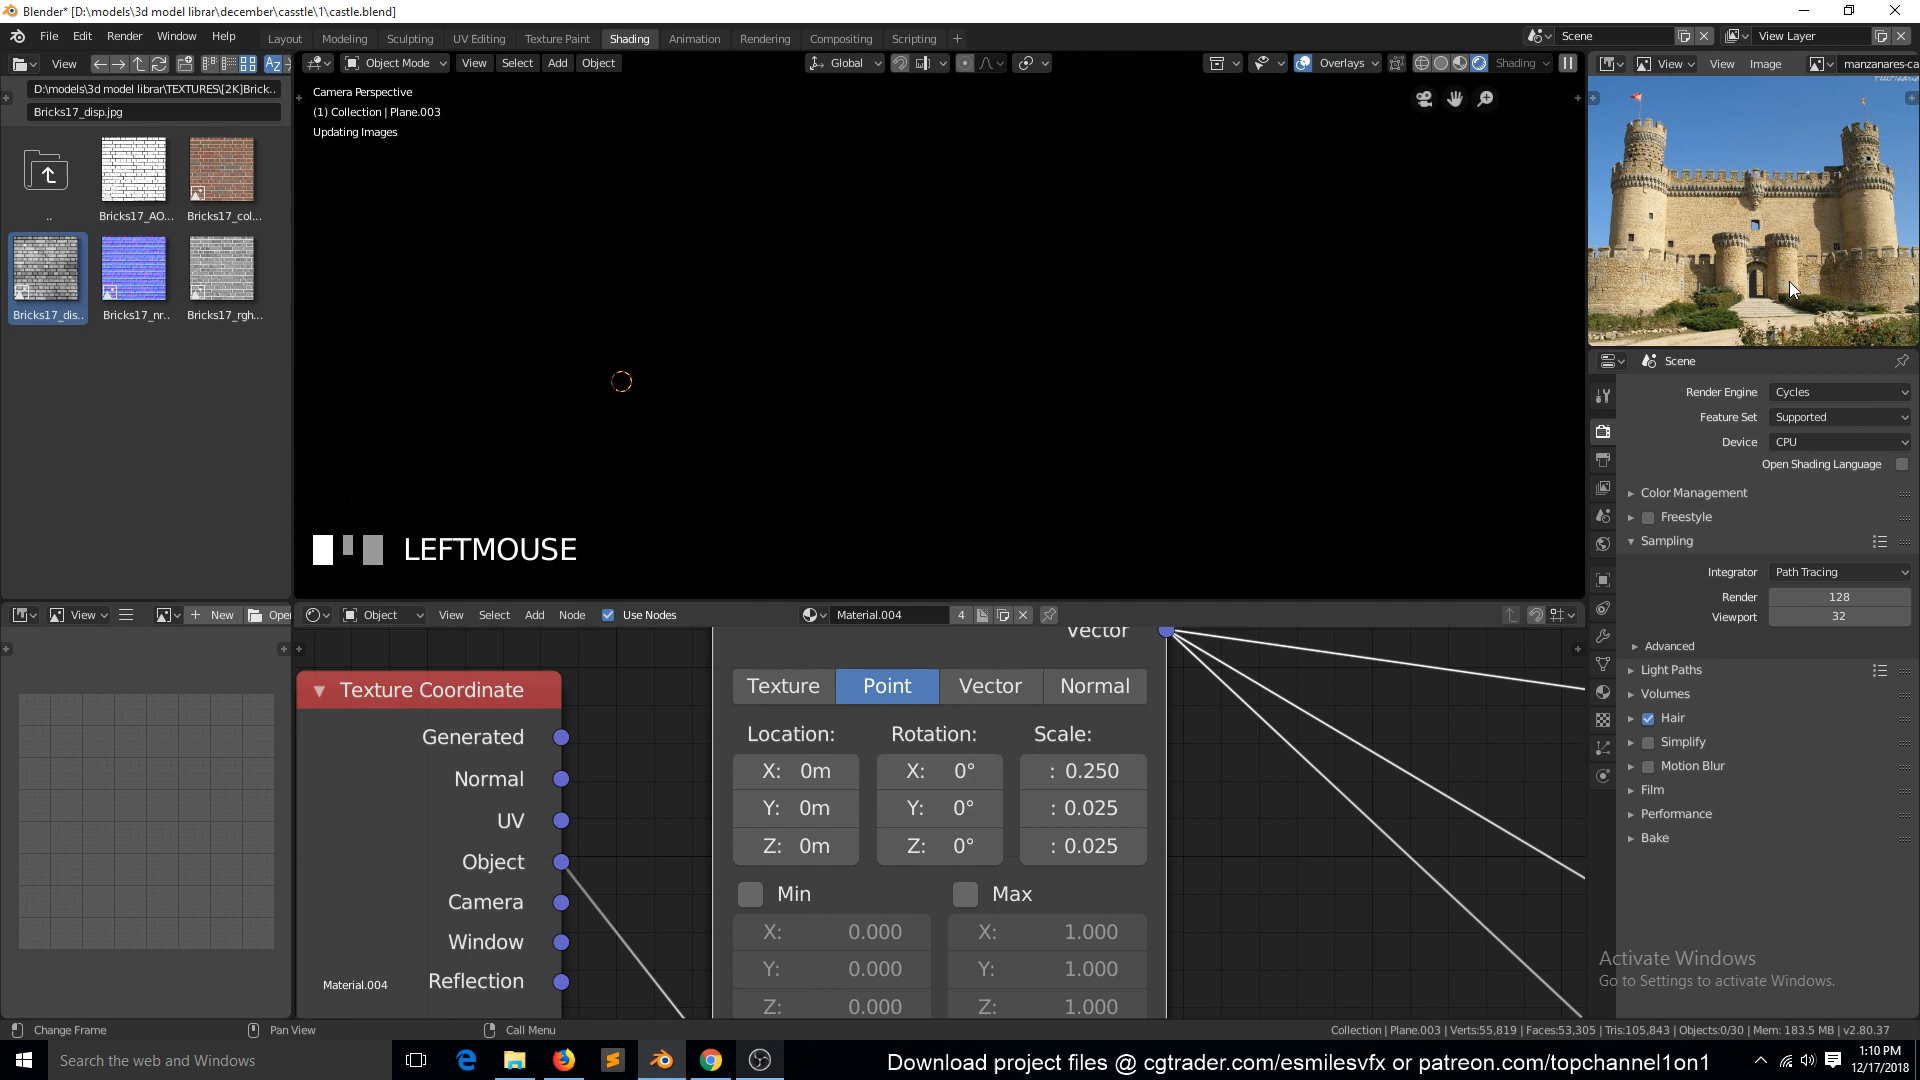 Blender* [D:\models\3d model librar\december\casstle\1\castle.blend]
File Edit Render Window Help
Layout Modeling Sculpting UV Editing Texture Paint Shading Animation Rendering Compositing Scripting +
Scene
View Layer
View
Object Mode View Select Add Object
Global
Overlays
Shading
View View Image manzanares-ca
D:\models\3d model librar\TEXTURES\[2K]Brick..
Bricks17_disp.jpg
Camera Perspective
(1) Collection | Plane.003
Updating Images
..
Bricks17_AO...
Bricks17_col...
Bricks17_dis..
Bricks17_nr..
Bricks17_rgh...
LEFTMOUSE
Scene
Render Engine Cycles
Feature Set Supported
Device CPU
Open Shading Language
Color Management
Freestyle
Sampling
Integrator Path Tracing
Render 128
Viewport 32
Advanced
Light Paths
Volumes
Hair
Simplify
Motion Blur
Film
Performance
Bake
View + New Open
Object View Select Add Node Use Nodes Material.004 4
Vector
Texture Coordinate
Generated
Normal
UV
Object
Camera
Window
Reflection
Material.004
Texture Point Vector Normal
Location: Rotation: Scale:
X: 0m X: 0° : 0.250
Y: 0m Y: 0° : 0.025
Z: 0m Z: 0° : 0.025
Min Max
X: 0.000 X: 1.000
Y: 0.000 Y: 1.000
Z: 0.000 Z: 1.000
Activate Windows
Go to Settings to activate Windows.
Change Frame Pan View Call Menu
Collection | Plane.003 | Verts:55,819 | Faces:53,305 | Tris:105,843 | Objects:0/30 | Mem: 183.5 MB | v2.80.37
Search the web and Windows
Download project files @ cgtrader.com/esmilesvfx or patreon.com/topchannel1on1
1:10 PM
12/17/2018